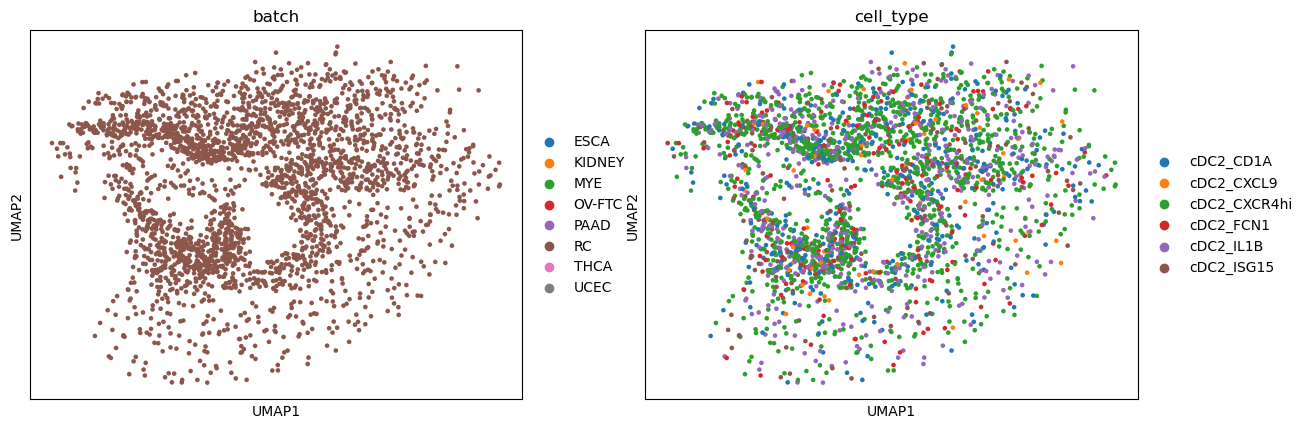 batch
UMAP2
UMAP1
ESCA
KIDNEY
MYE
OV-FTC
PAAD
RC
THCA
UCEC
cell_type
UMAP2
UMAP1
cDC2_CD1A
cDC2_CXCL9
cDC2_CXCR4hi
cDC2_FCN1
cDC2_IL1B
cDC2_ISG15